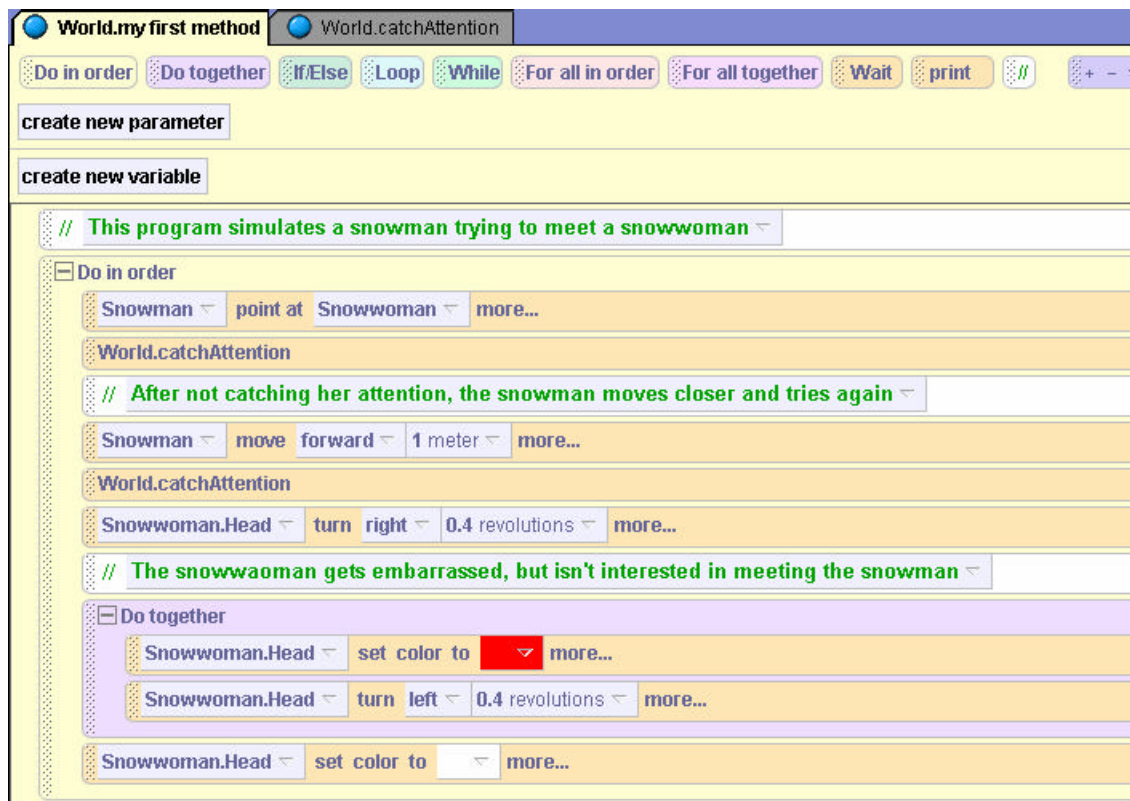 World.my first method World.catchAttention
Do in order Do together If/Else Loop While For all in order For all together Wait print // + -
create new parameter
create new variable
// This program simulates a snowman trying to meet a snowwoman
Do in order
Snowman point at Snowwoman more...
World.catchAttention
// After not catching her attention, the snowman moves closer and tries again
Snowman move forward 1 meter more...
World.catchAttention
Snowwoman.Head turn right 0.4 revolutions more...
// The snowwaoman gets embarrassed, but isn't interested in meeting the snowman
Do together
Snowwoman.Head set color to more...
Snowwoman.Head turn left 0.4 revolutions more...
Snowwoman.Head set color to more...